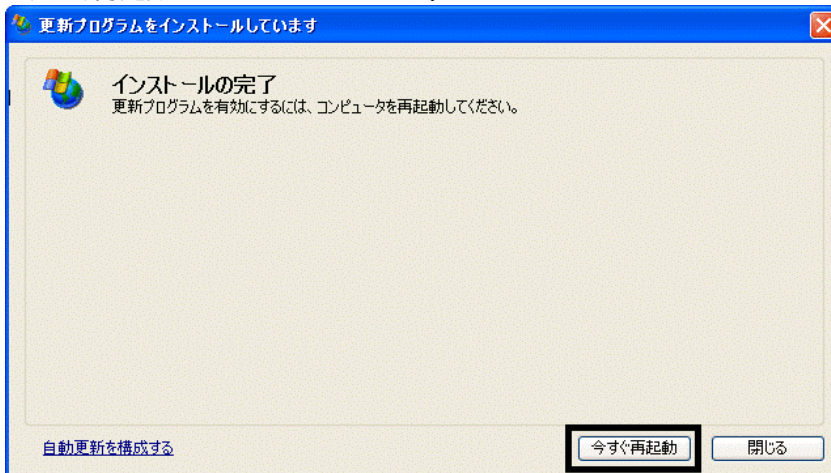 更新プログラムをインストールしています
インストールの完了
更新プログラムを有効にするには、コンピュータを再起動してください。
自動更新を構成する
今すぐ再起動
閉じる